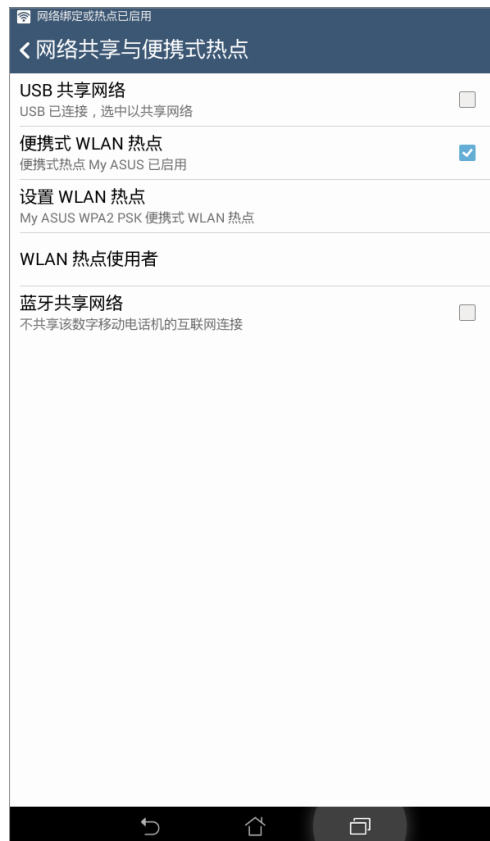 网络绑定或热点已启用
网络共享与便携式热点
USB 共享网络
USB 已连接，选中以共享网络
便携式 WLAN 热点
便携式热点 My ASUS 已启用
设置 WLAN 热点
My ASUS WPA2 PSK 便携式 WLAN 热点
WLAN 热点使用者
蓝牙共享网络
不共享该数字移动电话机的互联网连接